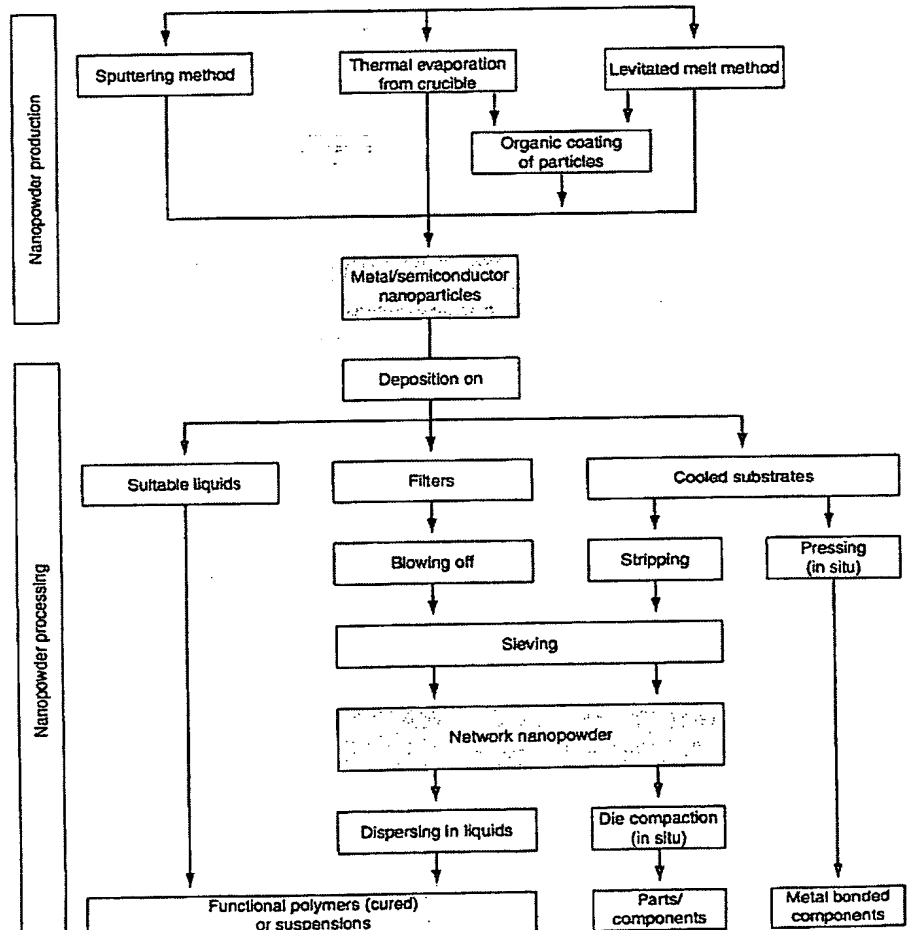 Nanopowder production
Sputtering method
Thermal evaporation
from crucible
Levitated melt method
Organic coating
of particles
Metal/semiconductor
nanoparticles
Nanopowder processing
Deposition on
Suitable liquids
Filters
Cooled substrates
Blowing off
Stripping
Pressing
(in situ)
Sieving
Network nanopowder
Dispersing in liquids
Die compaction
(in situ)
Functional polymers (cured)
or suspensions
Parts/
components
Metal bonded
components